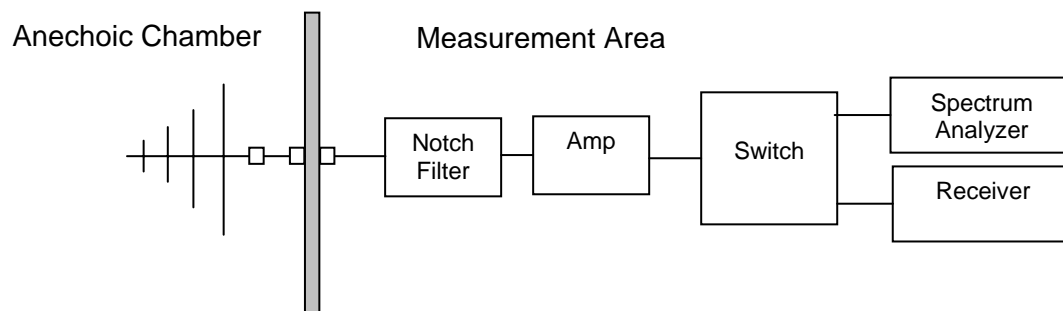 Anechoic Chamber
Measurement Area
Notch
Filter
Amp
Switch
Spectrum
Analyzer
Receiver